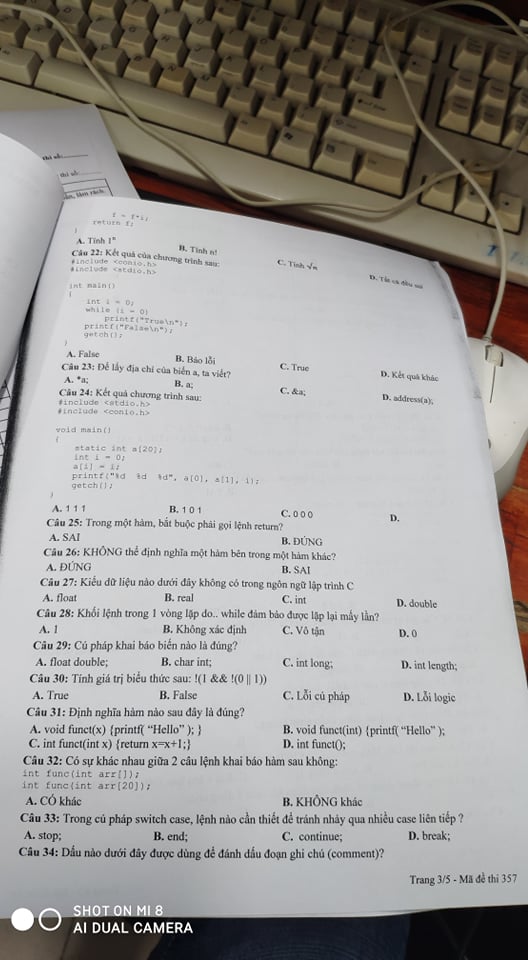 thi số:
thi số:
f = f*i;
return f;
}
A. Tính 1ⁿ B. Tính n! C. Tính √n D. Tất cả đều sai
Câu 22: Kết quả của chương trình sau:
#include <conio.h>
#include <stdio.h>
int main()
{
int i = 0;
while (i = 0)
printf("True\n");
printf("False\n");
getch();
}
A. False B. Báo lỗi C. True D. Kết quả khác
Câu 23: Để lấy địa chỉ của biến a, ta viết?
A. *a; B. a; C. &a; D. address(a);
Câu 24: Kết quả chương trình sau:
#include <stdio.h>
#include <conio.h>
void main()
{
static int a[20];
int i = 0;
a[i] = i;
printf("%d %d %d", a[0], a[1], i);
getch();
}
A. 1 1 1 B. 1 0 1 C. 0 0 0 D.
Câu 25: Trong một hàm, bắt buộc phải gọi lệnh return?
A. SAI B. ĐÚNG
Câu 26: KHÔNG thể định nghĩa một hàm bên trong một hàm khác?
A. ĐÚNG B. SAI
Câu 27: Kiểu dữ liệu nào dưới đây không có trong ngôn ngữ lập trình C
A. float B. real C. int D. double
Câu 28: Khối lệnh trong 1 vòng lặp do.. while đảm bảo được lặp lại mấy lần?
A. 1 B. Không xác định C. Vô tận D. 0
Câu 29: Cú pháp khai báo biến nào là đúng?
A. float double; B. char int; C. int long; D. int length;
Câu 30: Tính giá trị biểu thức sau: !(1 && !(0 || 1))
A. True B. False C. Lỗi cú pháp D. Lỗi logic
Câu 31: Định nghĩa hàm nào sau đây là đúng?
A. void funct(x) {printf( “Hello” ); } B. void funct(int) {printf( “Hello” );
C. int funct(int x) {return x=x+1;} D. int funct();
Câu 32: Có sự khác nhau giữa 2 câu lệnh khai báo hàm sau không:
int func(int arr[]);
int func(int arr[20]);
A. CÓ khác B. KHÔNG khác
Câu 33: Trong cú pháp switch case, lệnh nào cần thiết để tránh nhảy qua nhiều case liên tiếp ?
A. stop; B. end; C. continue; D. break;
Câu 34: Dấu nào dưới đây được dùng để đánh dấu đoạn ghi chú (comment)?
Trang 3/5 - Mã đề thi 357
SHOT ON MI 8
AI DUAL CAMERA